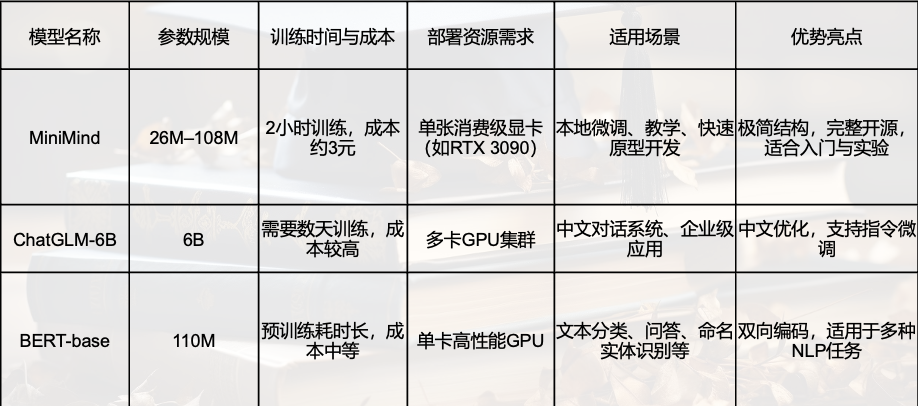 模型名称
参数规模
训练时间与成本
部署资源需求
适用场景
优势亮点
MiniMind
26M–108M
2小时训练，成本
约3元
单张消费级显卡
（如RTX 3090）
本地微调、教学、快速
原型开发
极简结构，完整开源，
适合入门与实验
ChatGLM-6B
6B
需要数天训练，成
本较高
多卡GPU集群
中文对话系统、企业级
应用
中文优化，支持指令微
调
BERT-base
110M
预训练耗时长，成
本中等
单卡高性能GPU
文本分类、问答、命名
实体识别等
双向编码，适用于多种
NLP任务